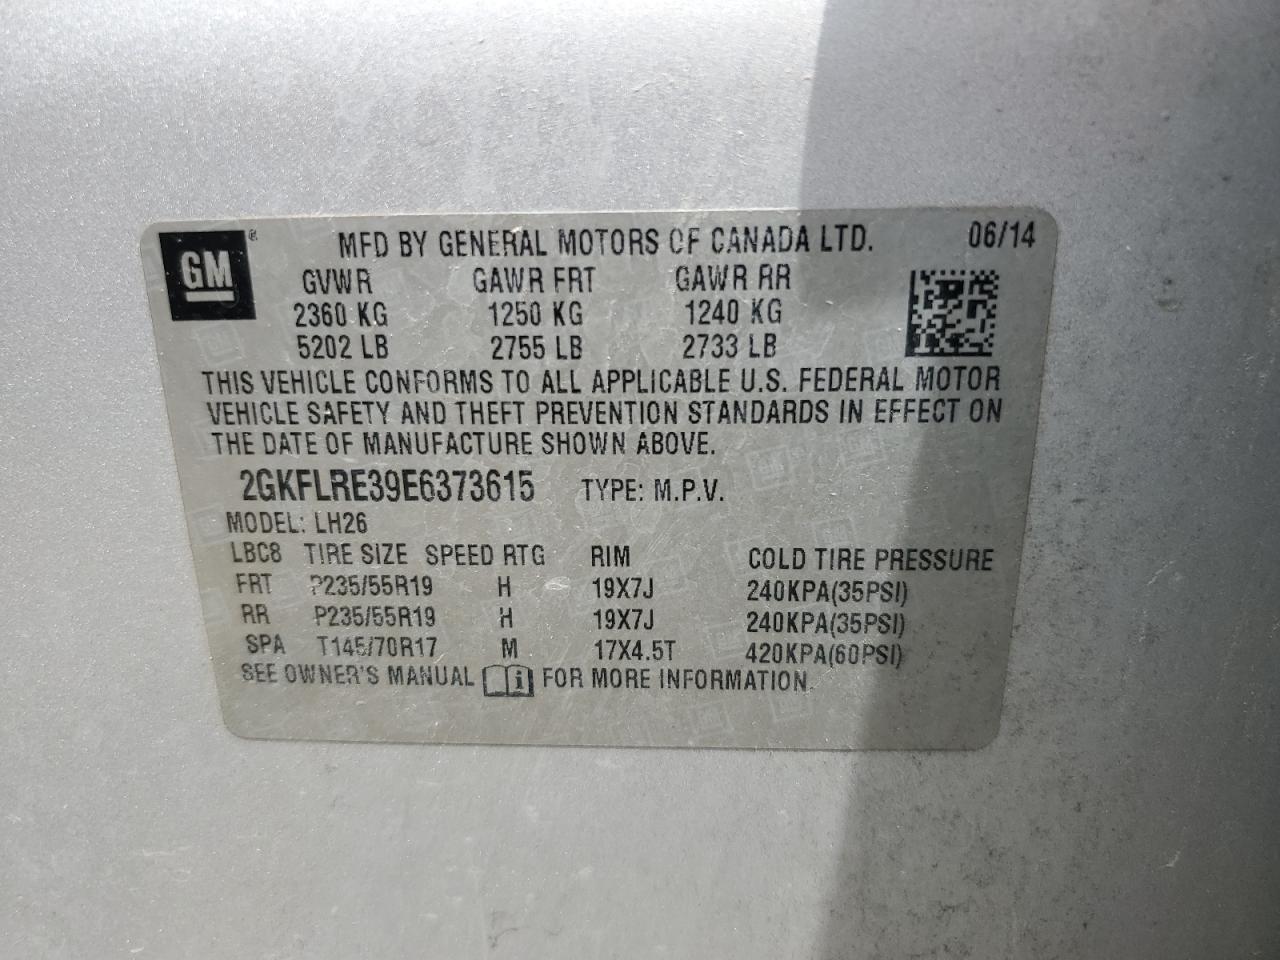 GM ® MFD BY GENERAL MOTORS OF CANADA LTD. 06/14
GVWR GAWR FRT GAWR RR
2360 KG 1250 KG 1240 KG
5202 LB 2755 LB 2733 LB
THIS VEHICLE CONFORMS TO ALL APPLICABLE U.S. FEDERAL MOTOR
VEHICLE SAFETY AND THEFT PREVENTION STANDARDS IN EFFECT ON
THE DATE OF MANUFACTURE SHOWN ABOVE.
2GKFLRE39E6373615 TYPE: M.P.V.
MODEL: LH26
LBC8 TIRE SIZE SPEED RTG RIM COLD TIRE PRESSURE
FRT P235/55R19 H 19X7J 240KPA(35PSI)
RR P235/55R19 H 19X7J 240KPA(35PSI)
SPA T145/70R17 M 17X4.5T 420KPA(60PSI)
SEE OWNER'S MANUAL i FOR MORE INFORMATION.